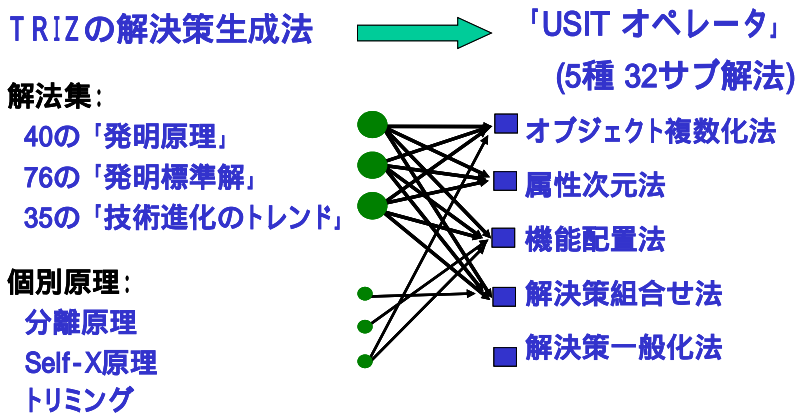 TRIZの解決策生成法
「USIT オペレータ」
(5種 32サブ解法)
解法集:
40の「発明原理」
76の「発明標準解」
35の「技術進化のトレンド」
個別原理:
分離原理
Self-X原理
トリミング
オブジェクト複数化法
属性次元法
機能配置法
解決策組合せ法
解決策一般化法